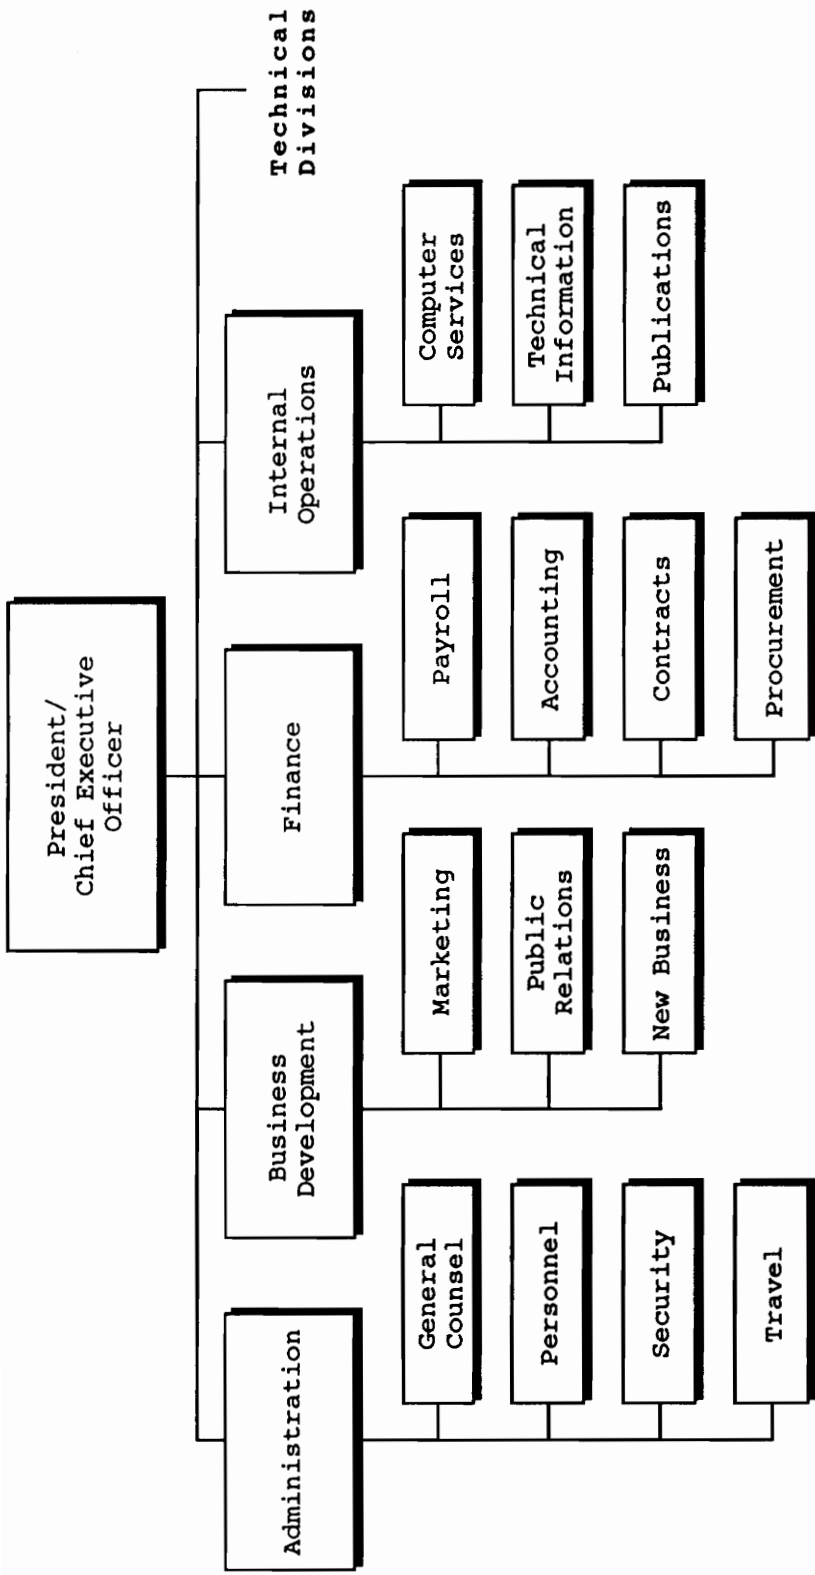 President/
Chief Executive
Officer
Administration
Business
Development
Finance
Internal
Operations
Technical
Divisions
General
Counsel
Personnel
Security
Travel
Marketing
Public
Relations
New Business
Payroll
Accounting
Contracts
Procurement
Computer
Services
Technical
Information
Publications